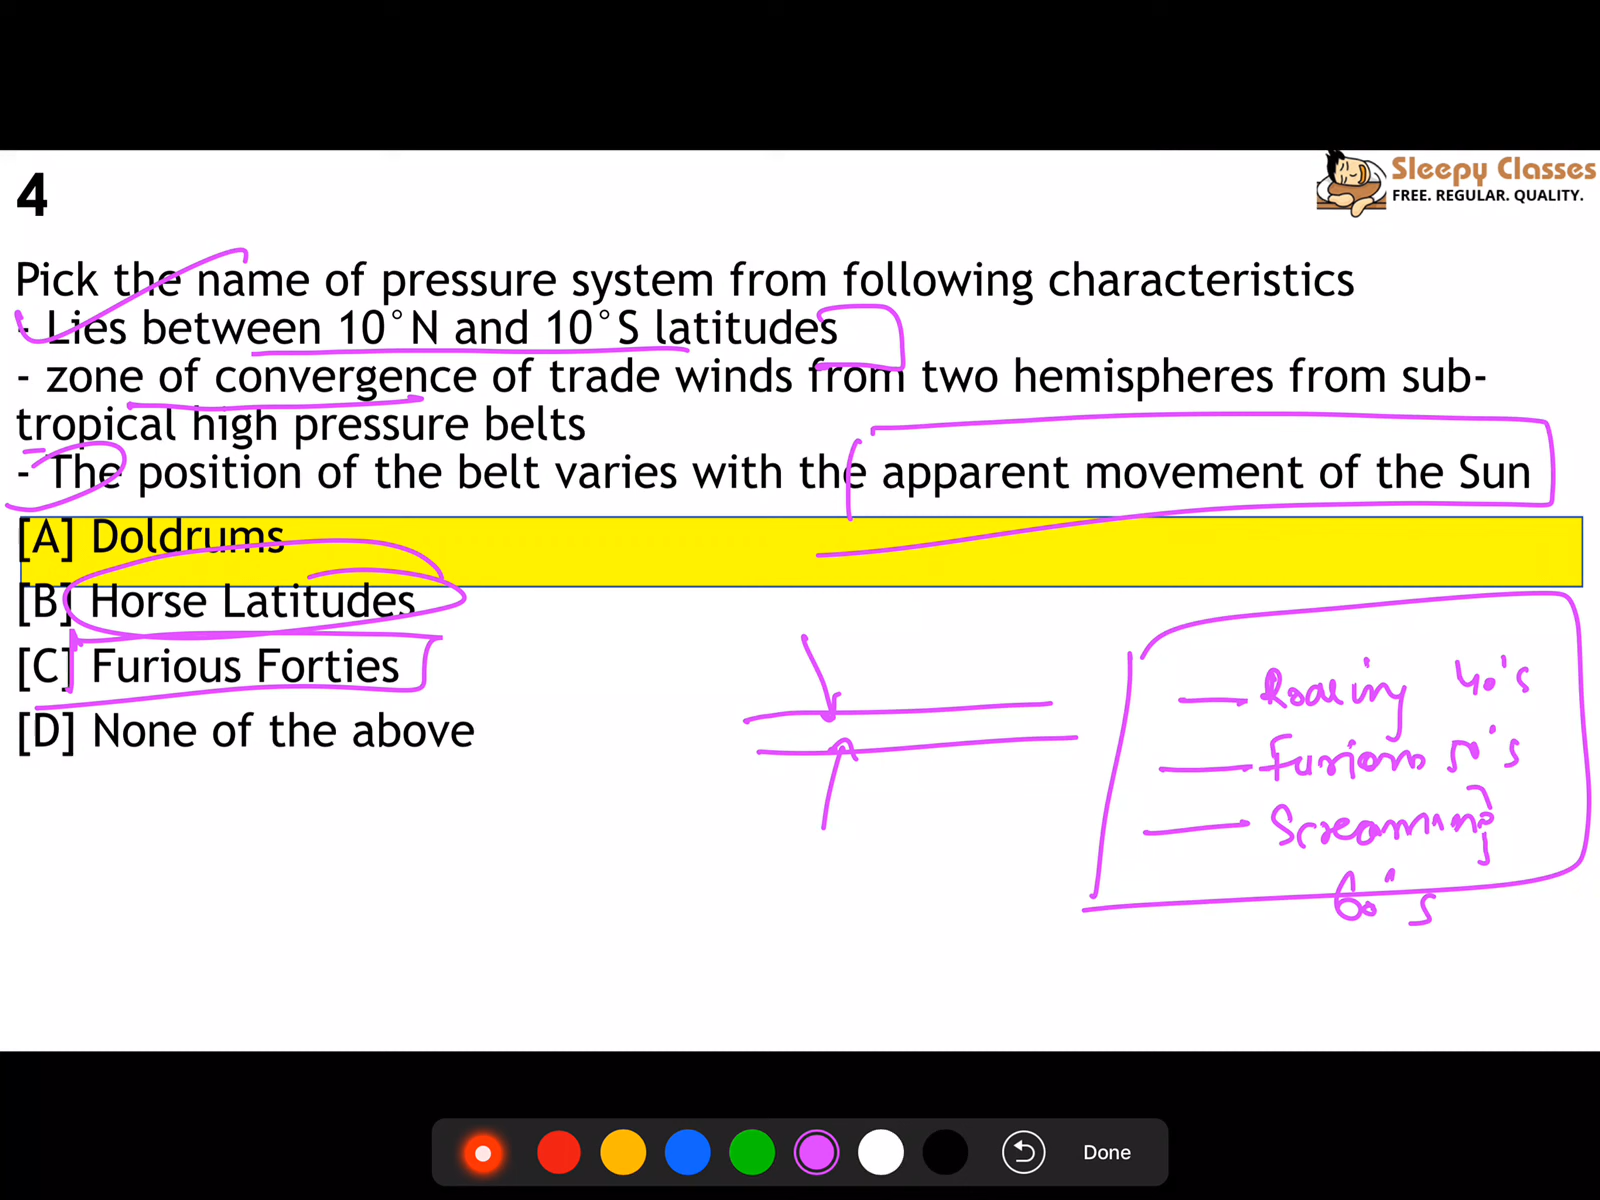 4
Sleepy Classes
FREE. REGULAR. QUALITY.
Pick the name of pressure system from following characteristics
- Lies between 10°N and 10°S latitudes
- zone of convergence of trade winds from two hemispheres from sub-
tropical high pressure belts
- The position of the belt varies with the apparent movement of the Sun
[A] Doldrums
[B] Horse Latitudes
[C] Furious Forties
[D] None of the above
— Roaring 40's
— Furious 50's
— Screaming
60's
Done